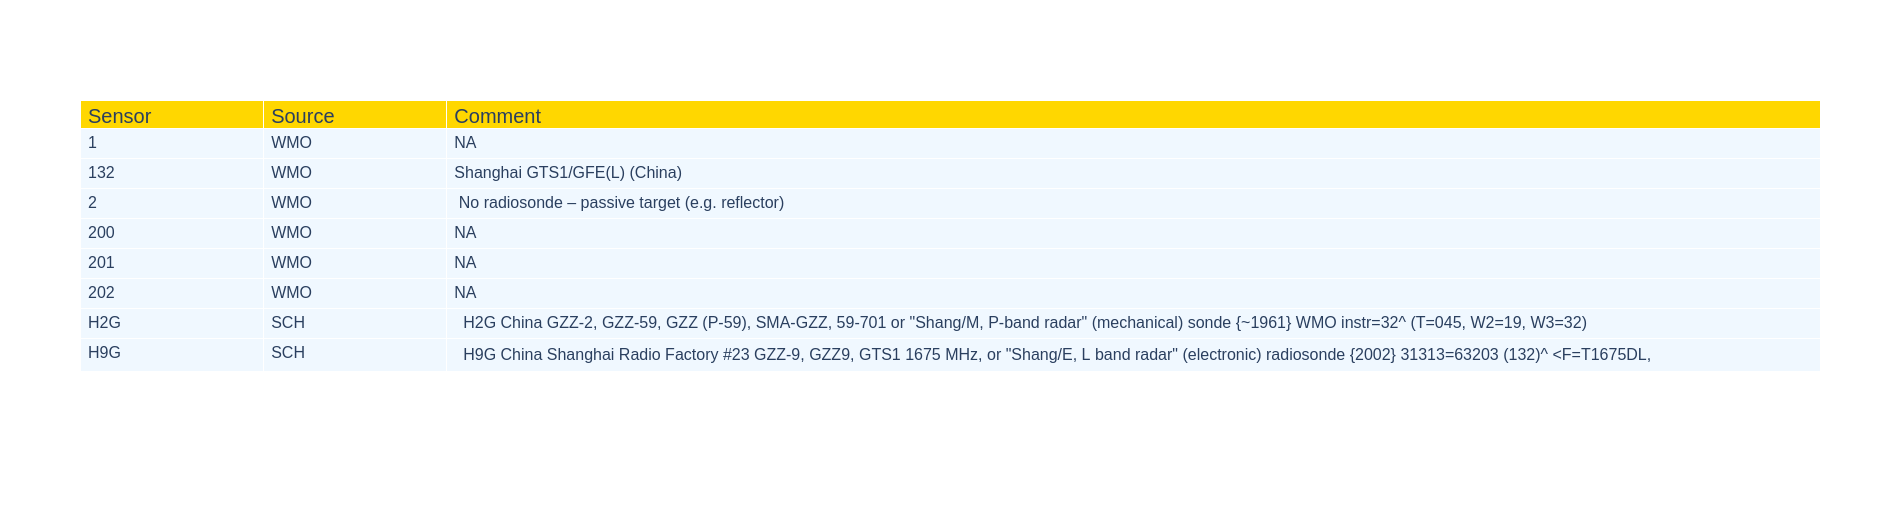 Sensor Source Comment
1 WMO NA
132 WMO Shanghai GTS1/GFE(L) (China)
2 WMO No radiosonde – passive target (e.g. reflector)
200 WMO NA
201 WMO NA
202 WMO NA
H2G SCH H2G China GZZ-2, GZZ-59, GZZ (P-59), SMA-GZZ, 59-701 or "Shang/M, P-band radar" (mechanical) sonde {~1961} WMO instr=32^ (T=045, W2=19, W3=32)
H9G SCH H9G China Shanghai Radio Factory #23 GZZ-9, GZZ9, GTS1 1675 MHz, or "Shang/E, L band radar" (electronic) radiosonde {2002} 31313=63203 (132)^ <F=T1675DL,